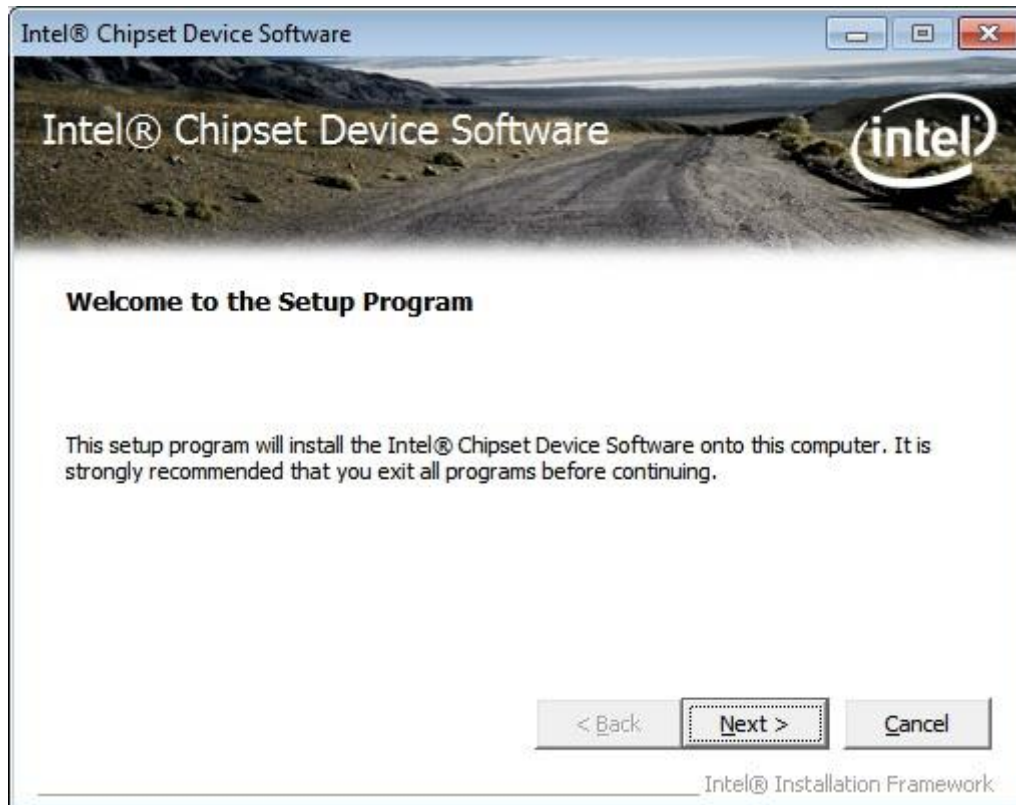 Intel® Chipset Device Software
Intel® Chipset Device Software
intel®
Welcome to the Setup Program
This setup program will install the Intel® Chipset Device Software onto this computer. It is
strongly recommended that you exit all programs before continuing.
< Back Next > Cancel
Intel® Installation Framework